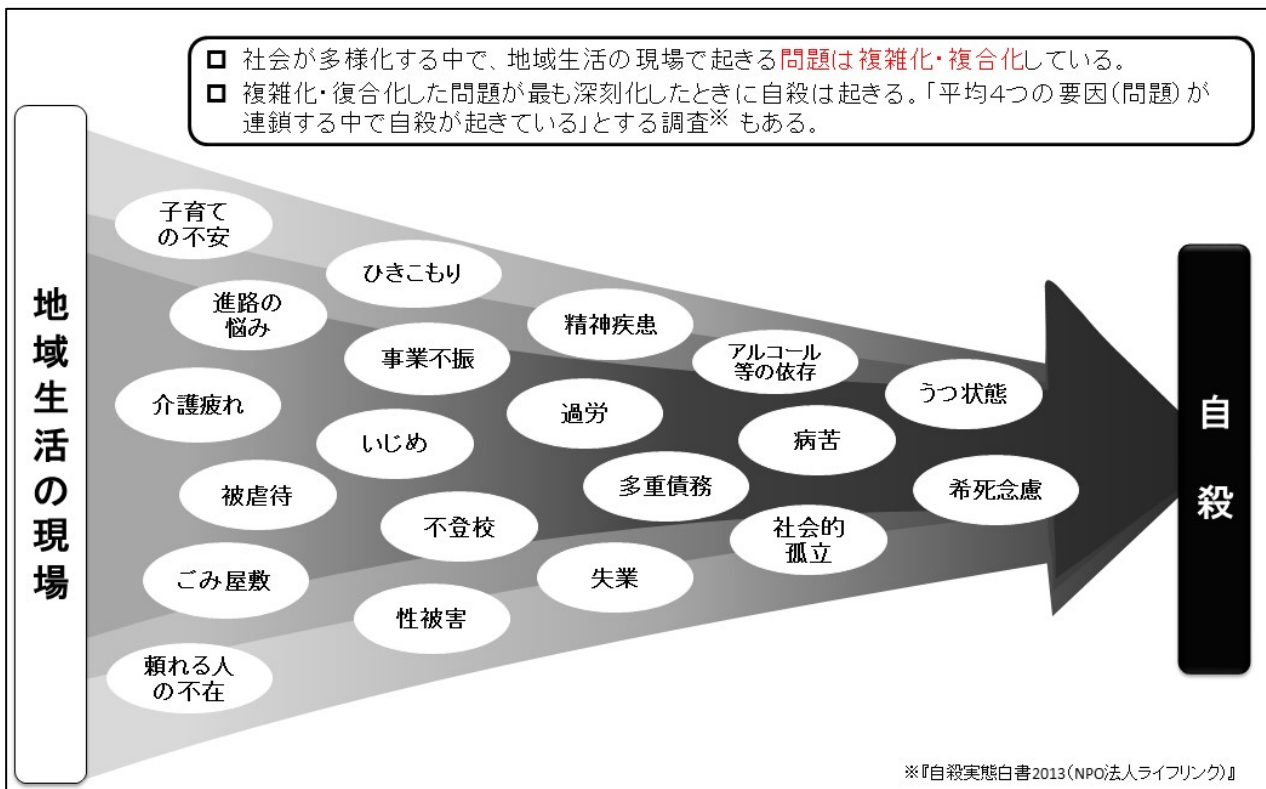 □ 社会が多様化する中で、地域生活の現場で起きる問題は複雑化・複合化している。
□ 複雑化・復合化した問題が最も深刻化したときに自殺は起きる。「平均4つの要因(問題)が
連鎖する中で自殺が起きている」とする調査※ もある。
地域生活の現場
子育て
の不安
ひきこもり
進路の
悩み
精神疾患
事業不振
アルコール
等の依存
うつ状態
介護疲れ
過労
いじめ
病苦
被虐待
多重債務
希死念慮
不登校
社会的
孤立
ごみ屋敷
失業
性被害
頼れる人
の不在
自殺
※『自殺実態白書2013(NPO法人ライフリンク)』